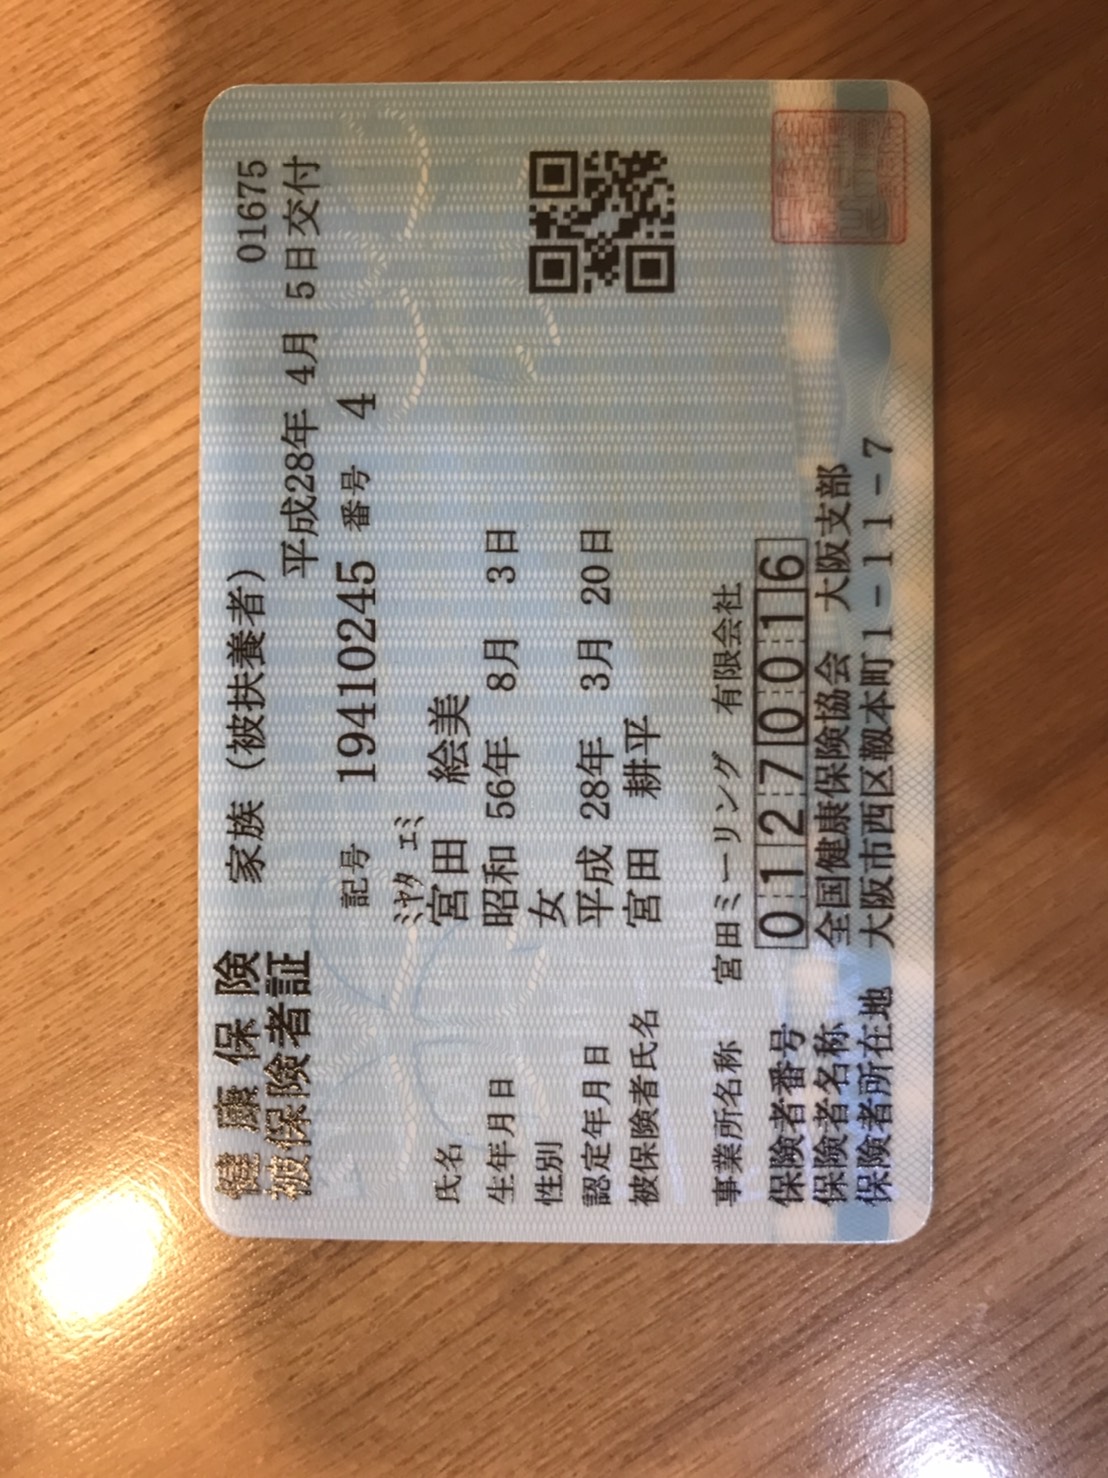 健康保険 家族（被扶養者） 01675
被保険者証 平成28年 4月 5日交付
記号 19410245 番号 4
ミヤタ エミ
氏名 宮田 絵美
生年月日 昭和 56年 8月 3日
性別 女
認定年月日 平成 28年 3月 20日
被保険者氏名 宮田 耕平
事業所名称 宮田ミーリング 有限会社
保険者番号 01270016
保険者名称 全国健康保険協会 大阪支部
保険者所在地 大阪市西区靱本町1-11-7